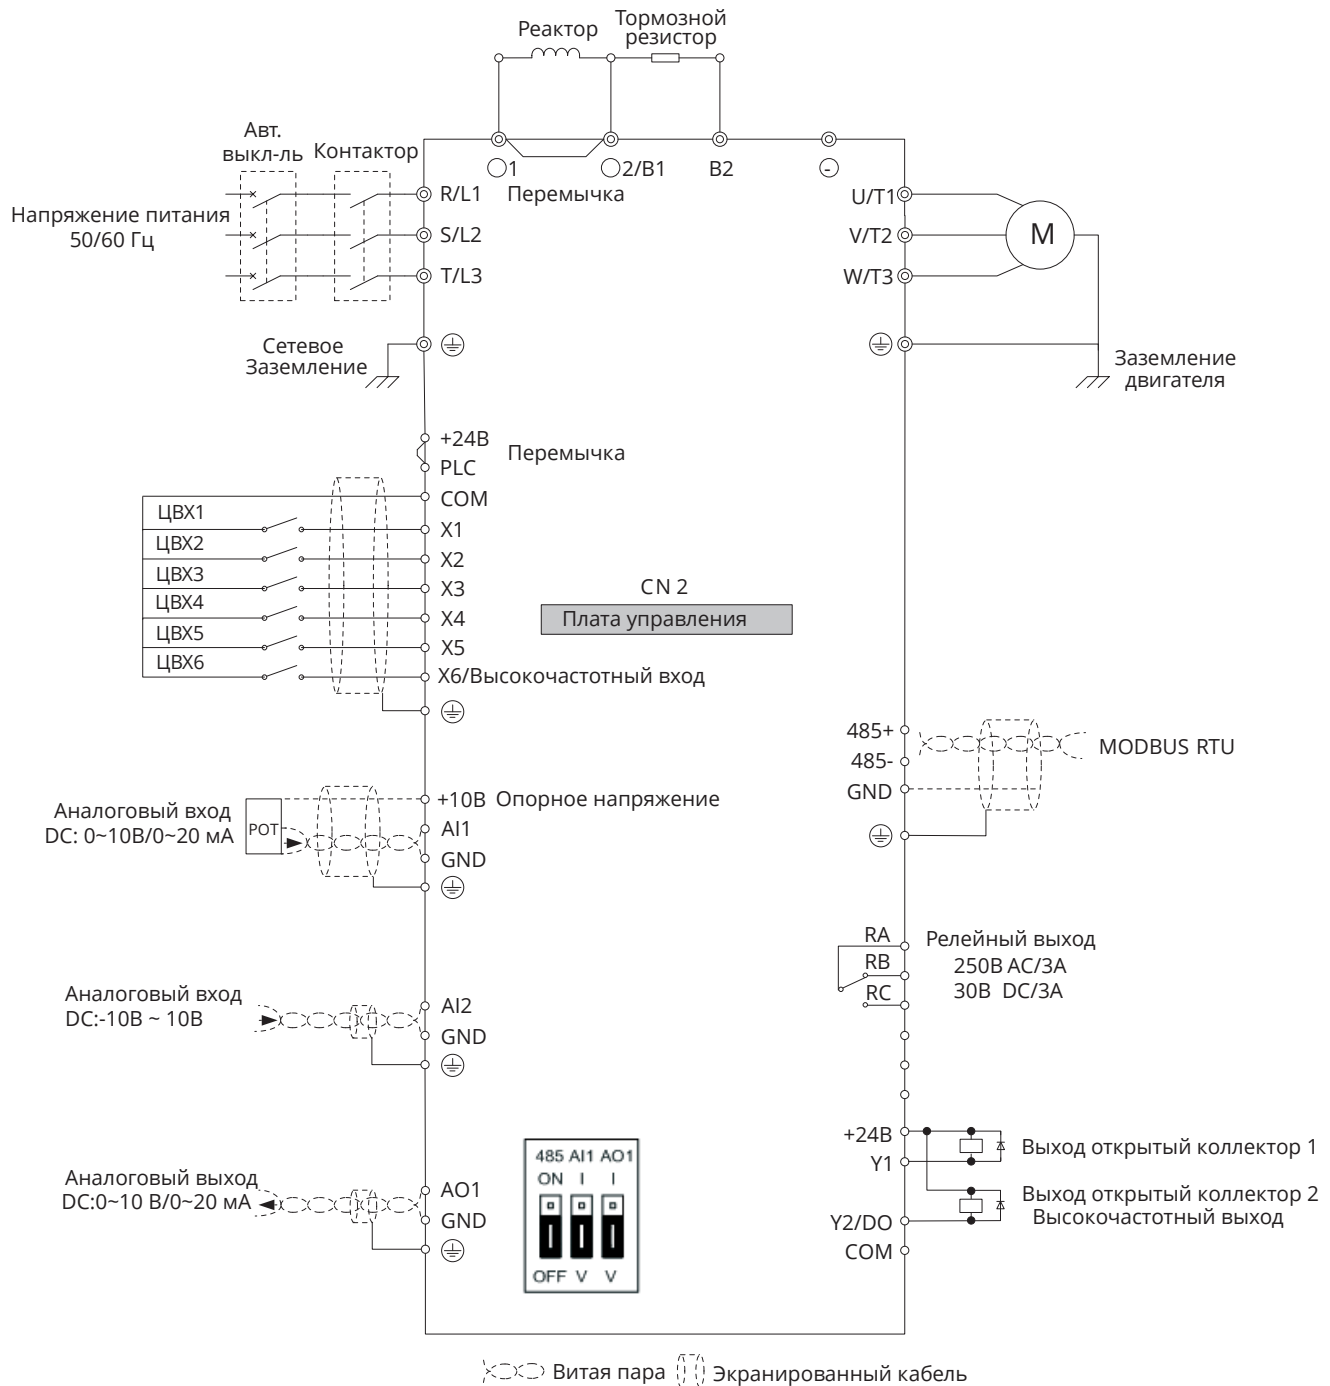 Реактор
Тормозной
резистор
Авт.
выкл-ль
Контактор
1
2/B1
B2
-
R/L1
Перемычка
U/T1
Напряжение питания
50/60 Гц
S/L2
V/T2
M
T/L3
W/T3
Сетевое
Заземление
Заземление
двигателя
+24В
Перемычка
PLC
COM
ЦВХ1
X1
ЦВХ2
X2
ЦВХ3
X3
ЦВХ4
X4
ЦВХ5
X5
ЦВХ6
X6/Высокочастотный вход
CN 2
Плата управления
485+
485-
GND
MODBUS RTU
+10В Опорное напряжение
Аналоговый вход
DC: 0~10В/0~20 мА
POT
AI1
GND
RA
RB
RC
Релейный выход
250В AC/3A
30В DC/3A
Аналоговый вход
DC:-10В ~ 10В
AI2
GND
+24В
Y1
Выход открытый коллектор 1
Y2/DO
Выход открытый коллектор 2
Высокочастотный выход
COM
Аналоговый выход
DC:0~10 В/0~20 мА
AO1
GND
485 AI1 AO1
ON I I
OFF V V
Витая пара
Экранированный кабель